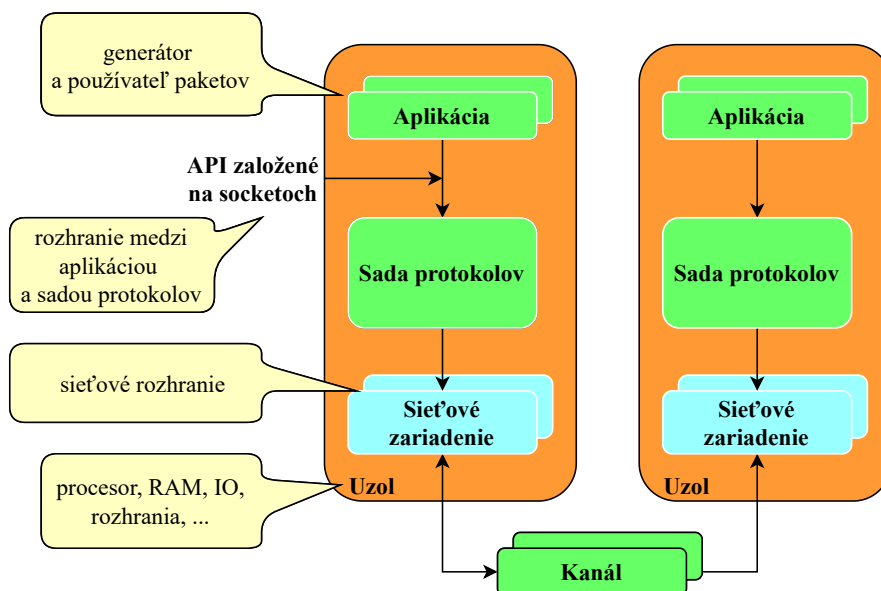 generátor
a používateľ paketov
Aplikácia
API založené
na socketoch
rozhranie medzi
aplikáciou
a sadou protokolov
Sada protokolov
sieťové rozhranie
Sieťové
zariadenie
procesor, RAM, IO,
rozhrania, ...
Uzol
Aplikácia
Sada protokolov
Sieťové
zariadenie
Uzol
Kanál